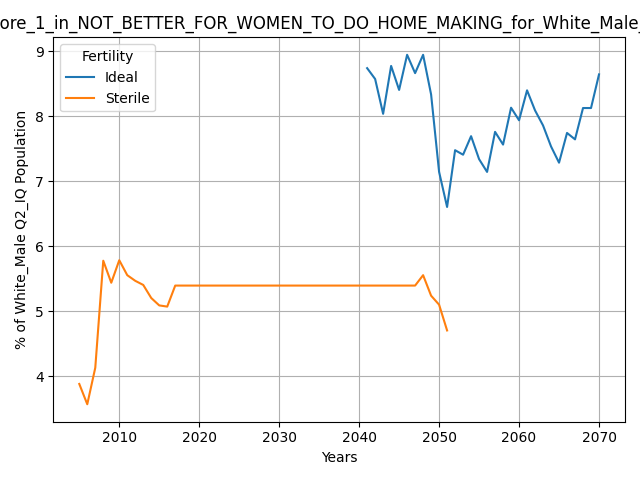 ore_1_in_NOT_BETTER_FOR_WOMEN_TO_DO_HOME_MAKING_for_White_Male_
Fertility
Ideal
Sterile
% of White_Male Q2_IQ Population
9
8
7
6
5
4
2010 2020 2030 2040 2050 2060 2070
Years